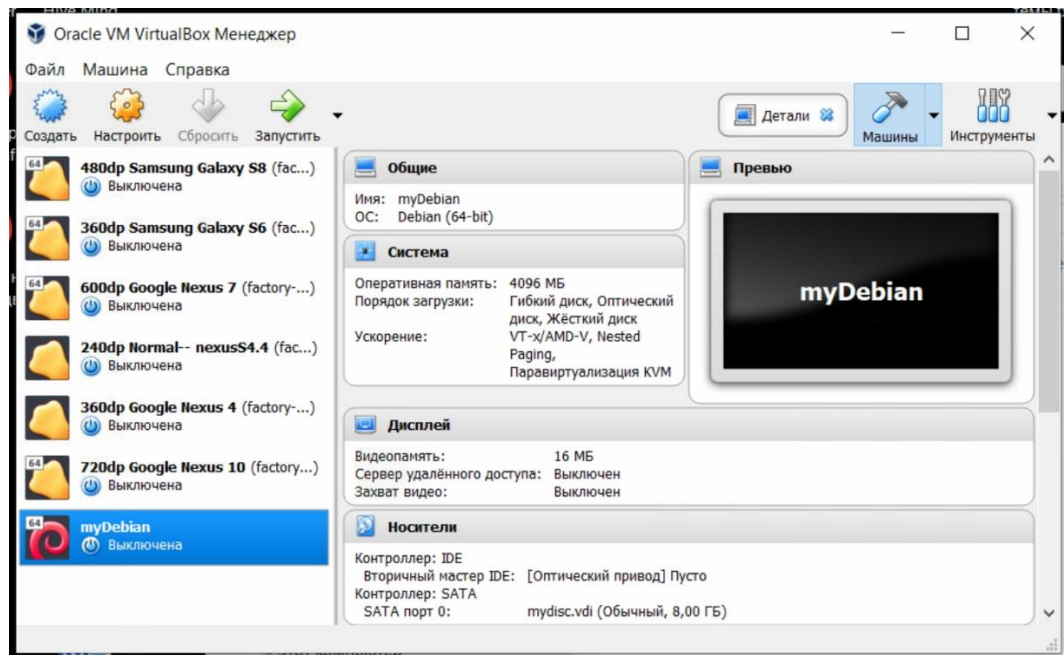 Oracle VM VirtualBox Менеджер
Файл Машина Справка
Создать Настроить Сбросить Запустить
Детали Машины Инструменты
64 480dp Samsung Galaxy S8 (fac...)
Выключена
64 360dp Samsung Galaxy S6 (fac...)
Выключена
64 600dp Google Nexus 7 (factory-...)
Выключена
240dp Normal-- nexusS4.4 (fac...)
Выключена
360dp Google Nexus 4 (factory-...)
Выключена
64 720dp Google Nexus 10 (factory...)
Выключена
64 myDebian
Выключена
Общие
Имя: myDebian
ОС: Debian (64-bit)
Система
Оперативная память: 4096 МБ
Порядок загрузки: Гибкий диск, Оптический
диск, Жёсткий диск
Ускорение: VT-x/AMD-V, Nested
Paging,
Паравиртуализация KVM
Превью
myDebian
Дисплей
Видеопамять: 16 МБ
Сервер удалённого доступа: Выключен
Захват видео: Выключен
Носители
Контроллер: IDE
Вторичный мастер IDE: [Оптический привод] Пусто
Контроллер: SATA
SATA порт 0: mydisc.vdi (Обычный, 8,00 ГБ)